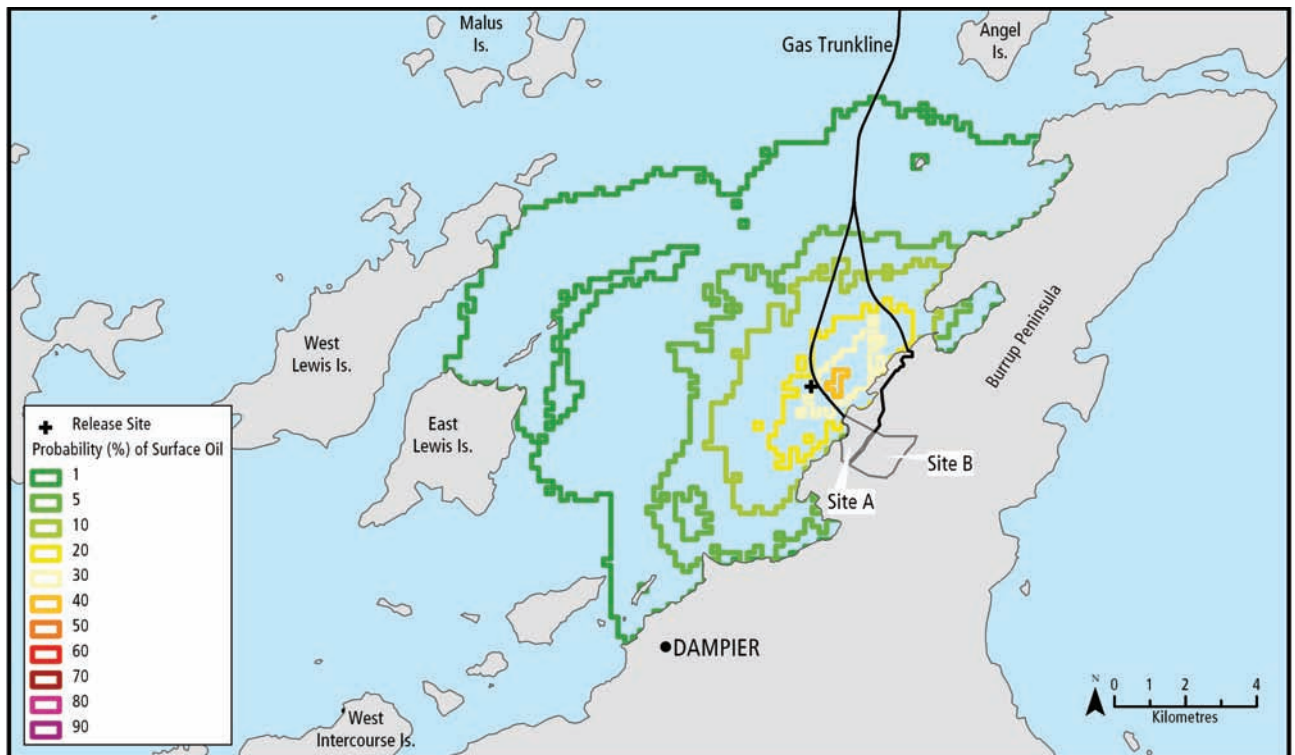 Malus
Is.
Gas Trunkline
Angel
Is.
Burrup Peninsula
West
Lewis Is.
East
Lewis Is.
Site B
Site A
DAMPIER
West
Intercourse Is.
Release Site
Probability (%) of Surface Oil
1
5
10
20
30
40
50
60
70
80
90
N
0 1 2 4
Kilometres